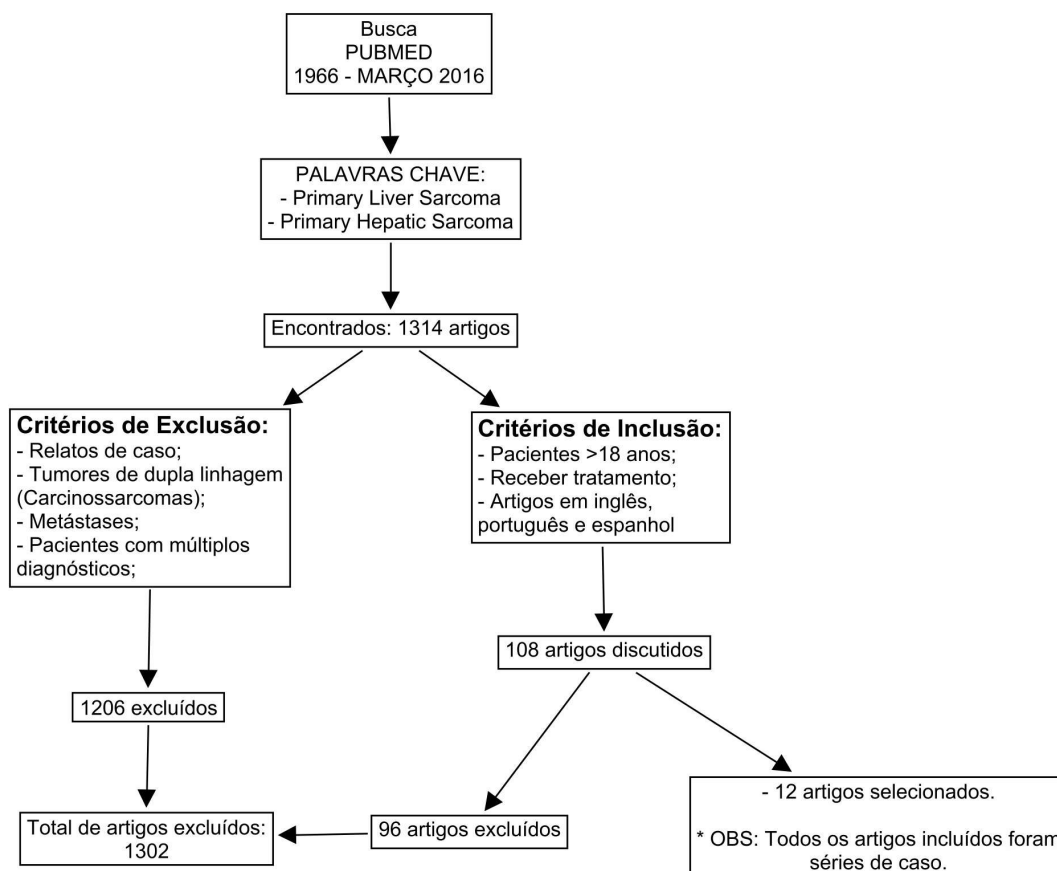 Busca
PUBMED
1966 - MARÇO 2016
PALAVRAS CHAVE:
- Primary Liver Sarcoma
- Primary Hepatic Sarcoma
Encontrados: 1314 artigos
Critérios de Exclusão:
- Relatos de caso;
- Tumores de dupla linhagem
(Carcinossarcomas);
- Metástases;
- Pacientes com múltiplos
diagnósticos;
Critérios de Inclusão:
- Pacientes >18 anos;
- Receber tratamento;
- Artigos em inglês,
português e espanhol
108 artigos discutidos
1206 excluídos
Total de artigos excluídos:
1302
96 artigos excluídos
- 12 artigos selecionados.
* OBS: Todos os artigos incluídos foram
séries de caso.